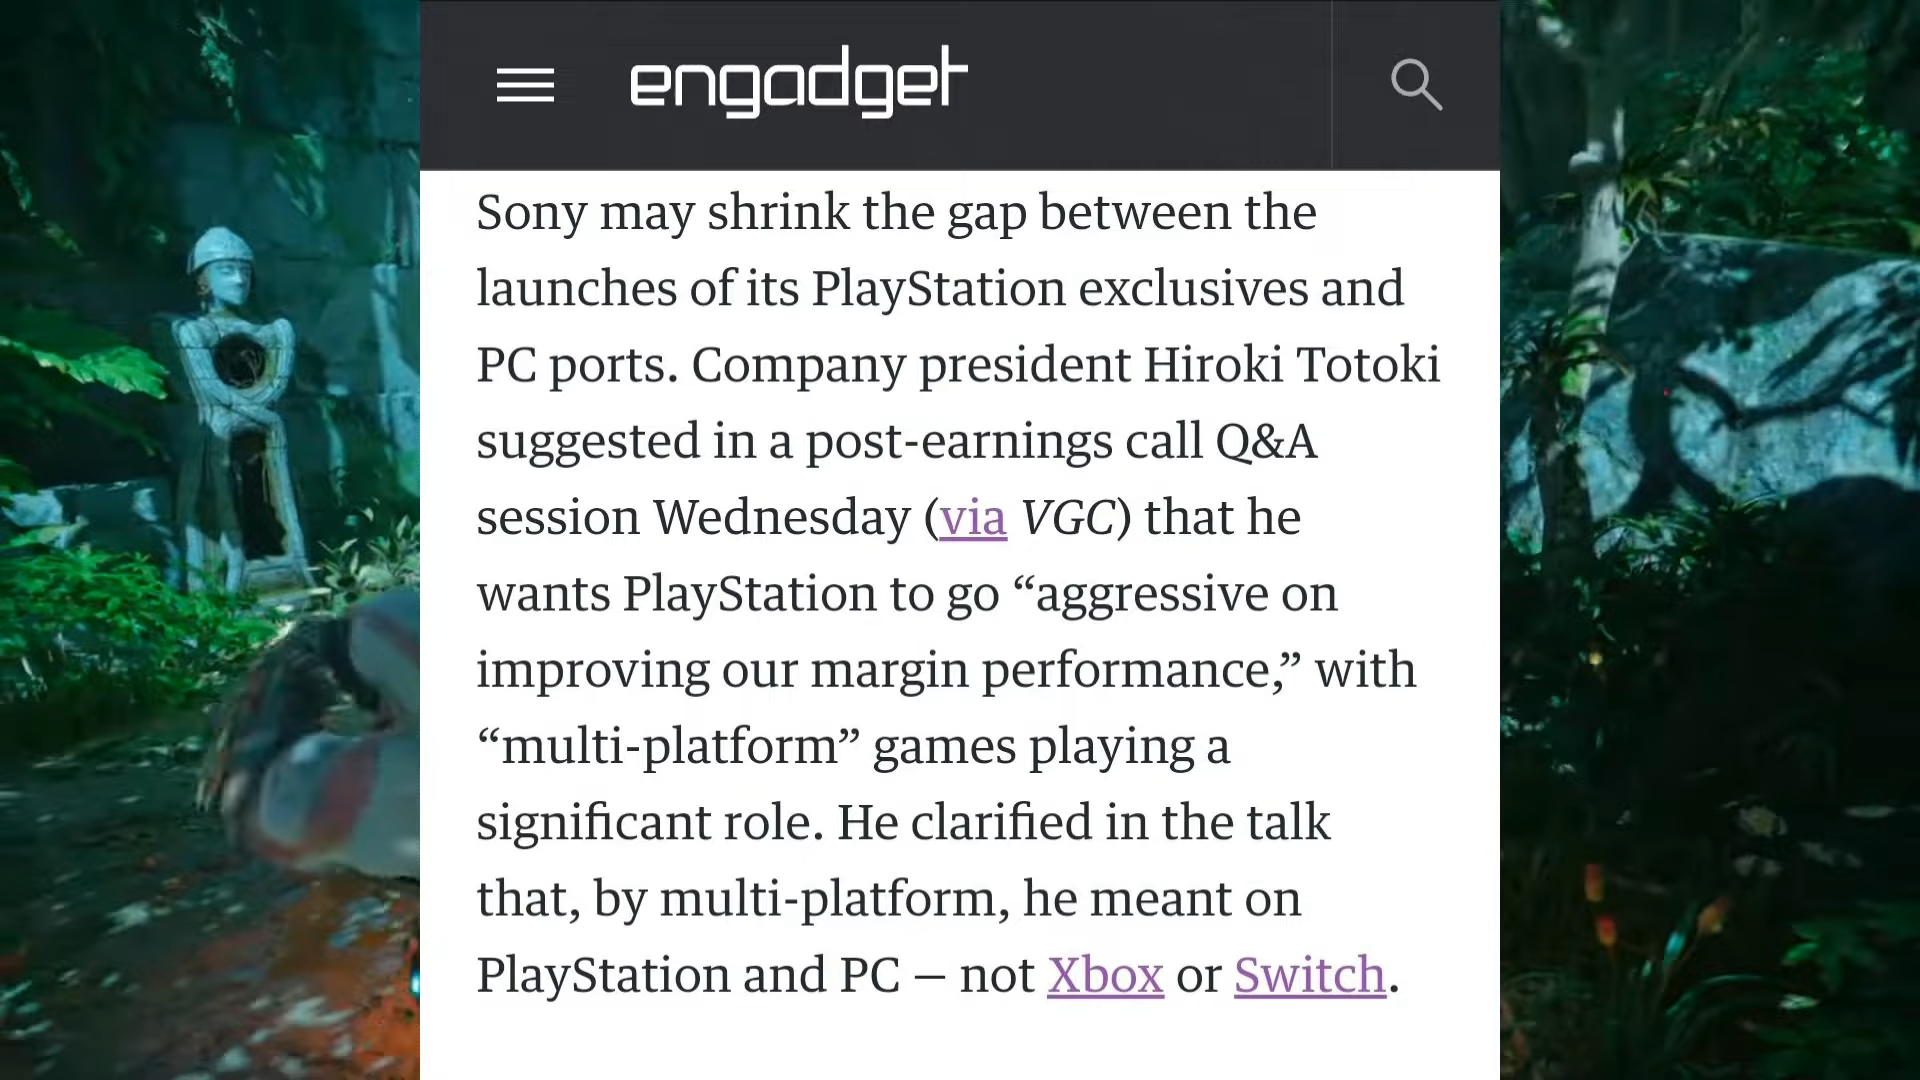 engadget
Sony may shrink the gap between the
launches of its PlayStation exclusives and
PC ports. Company president Hiroki Totoki
suggested in a post-earnings call Q&A
session Wednesday (via VGC) that he
wants PlayStation to go “aggressive on
improving our margin performance,” with
“multi-platform” games playing a
significant role. He clarified in the talk
that, by multi-platform, he meant on
PlayStation and PC — not Xbox or Switch.